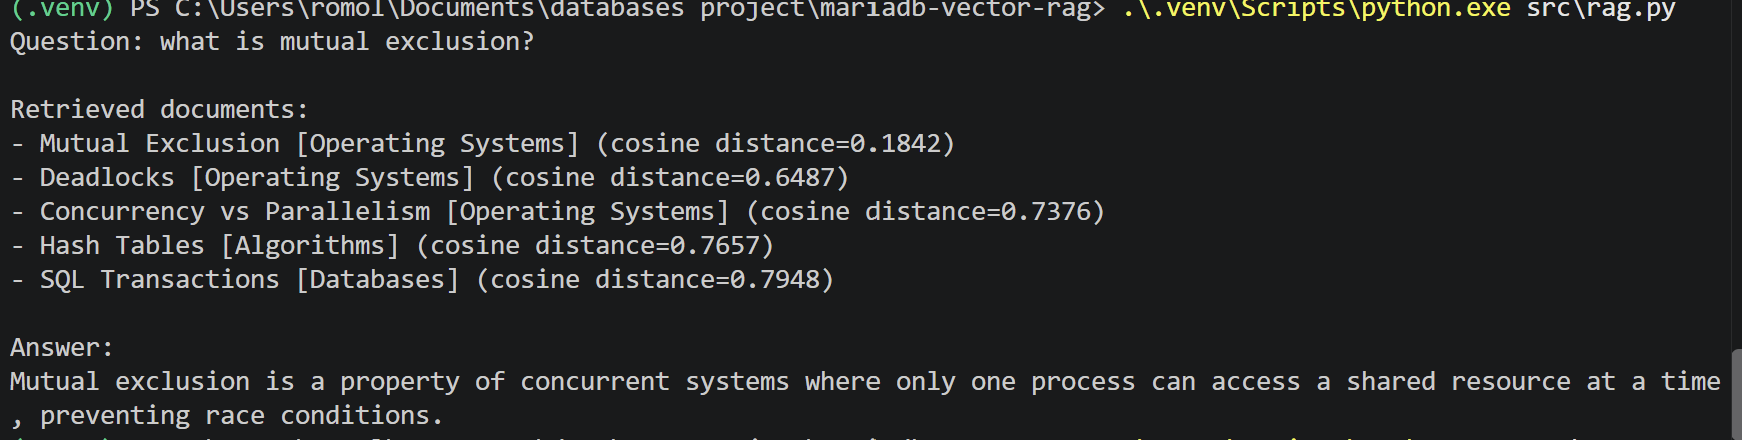 (.venv) PS C:\Users\romol\Documents\databases project\mariadb-vector-rag> .\.venv\Scripts\python.exe src\rag.py
Question: what is mutual exclusion?
Retrieved documents:
- Mutual Exclusion [Operating Systems] (cosine distance=0.1842)
- Deadlocks [Operating Systems] (cosine distance=0.6487)
- Concurrency vs Parallelism [Operating Systems] (cosine distance=0.7376)
- Hash Tables [Algorithms] (cosine distance=0.7657)
- SQL Transactions [Databases] (cosine distance=0.7948)
Answer:
Mutual exclusion is a property of concurrent systems where only one process can access a shared resource at a time
, preventing race conditions.